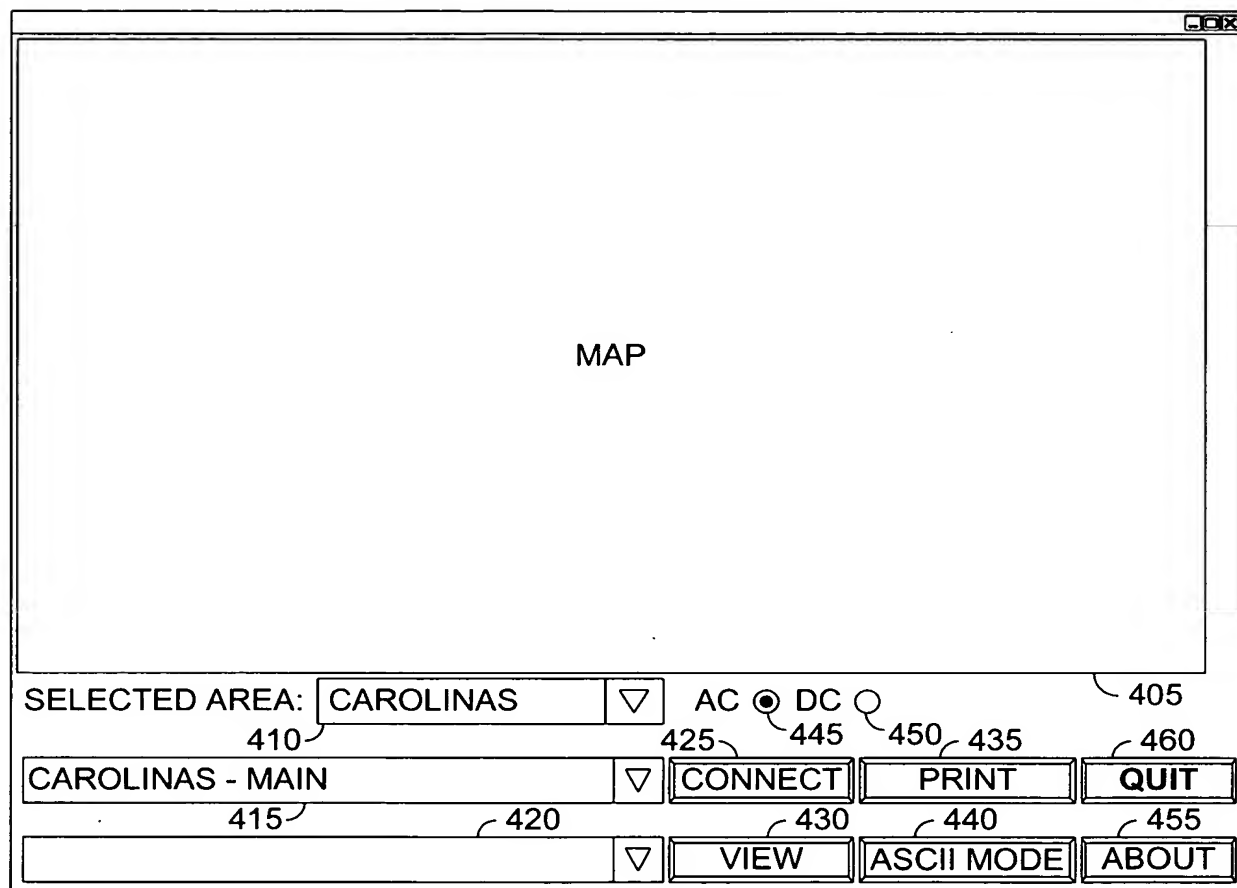 MAP
SELECTED AREA: CAROLINAS AC DC 405
410 445 450
425 435 460
CAROLINAS - MAIN CONNECT PRINT QUIT
415 420 430 440 455
VIEW ASCII MODE ABOUT